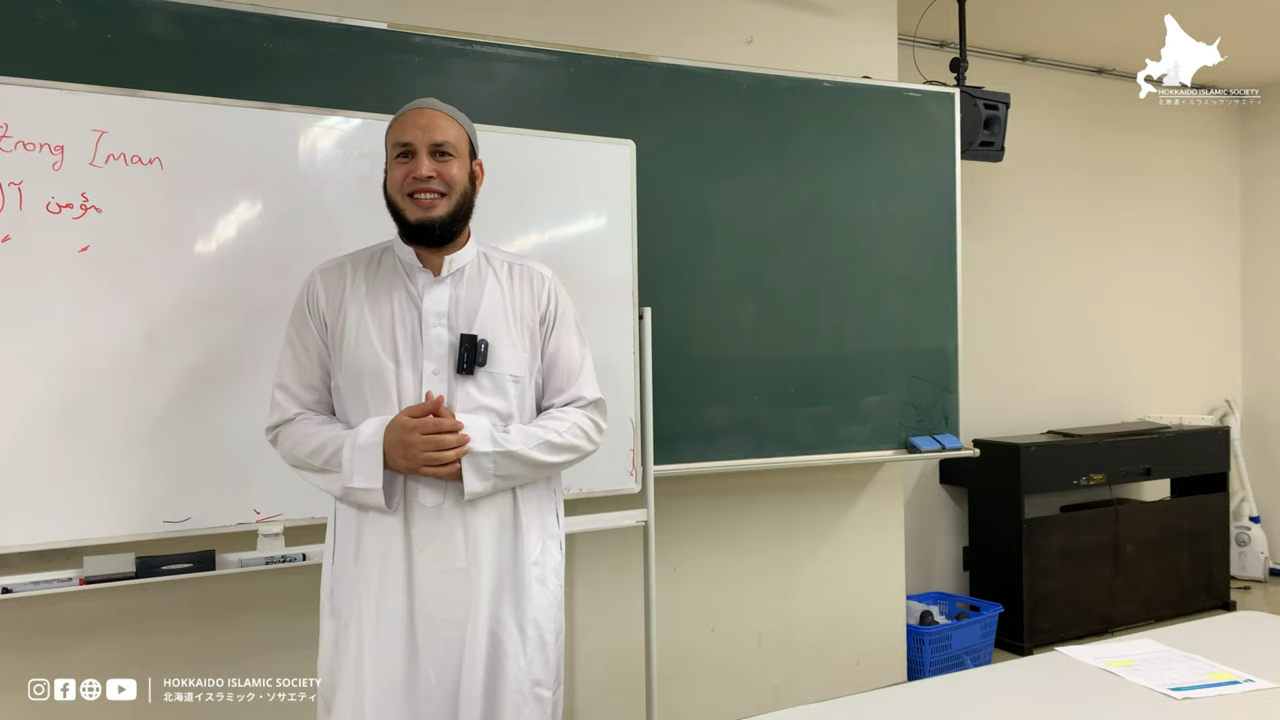 trong Iman
مؤمن آل
HOKKAIDO ISLAMIC SOCIETY
北海道イスラミックソサエティ
HOKKAIDO ISLAMIC SOCIETY
北海道イスラミック・ソサエティ